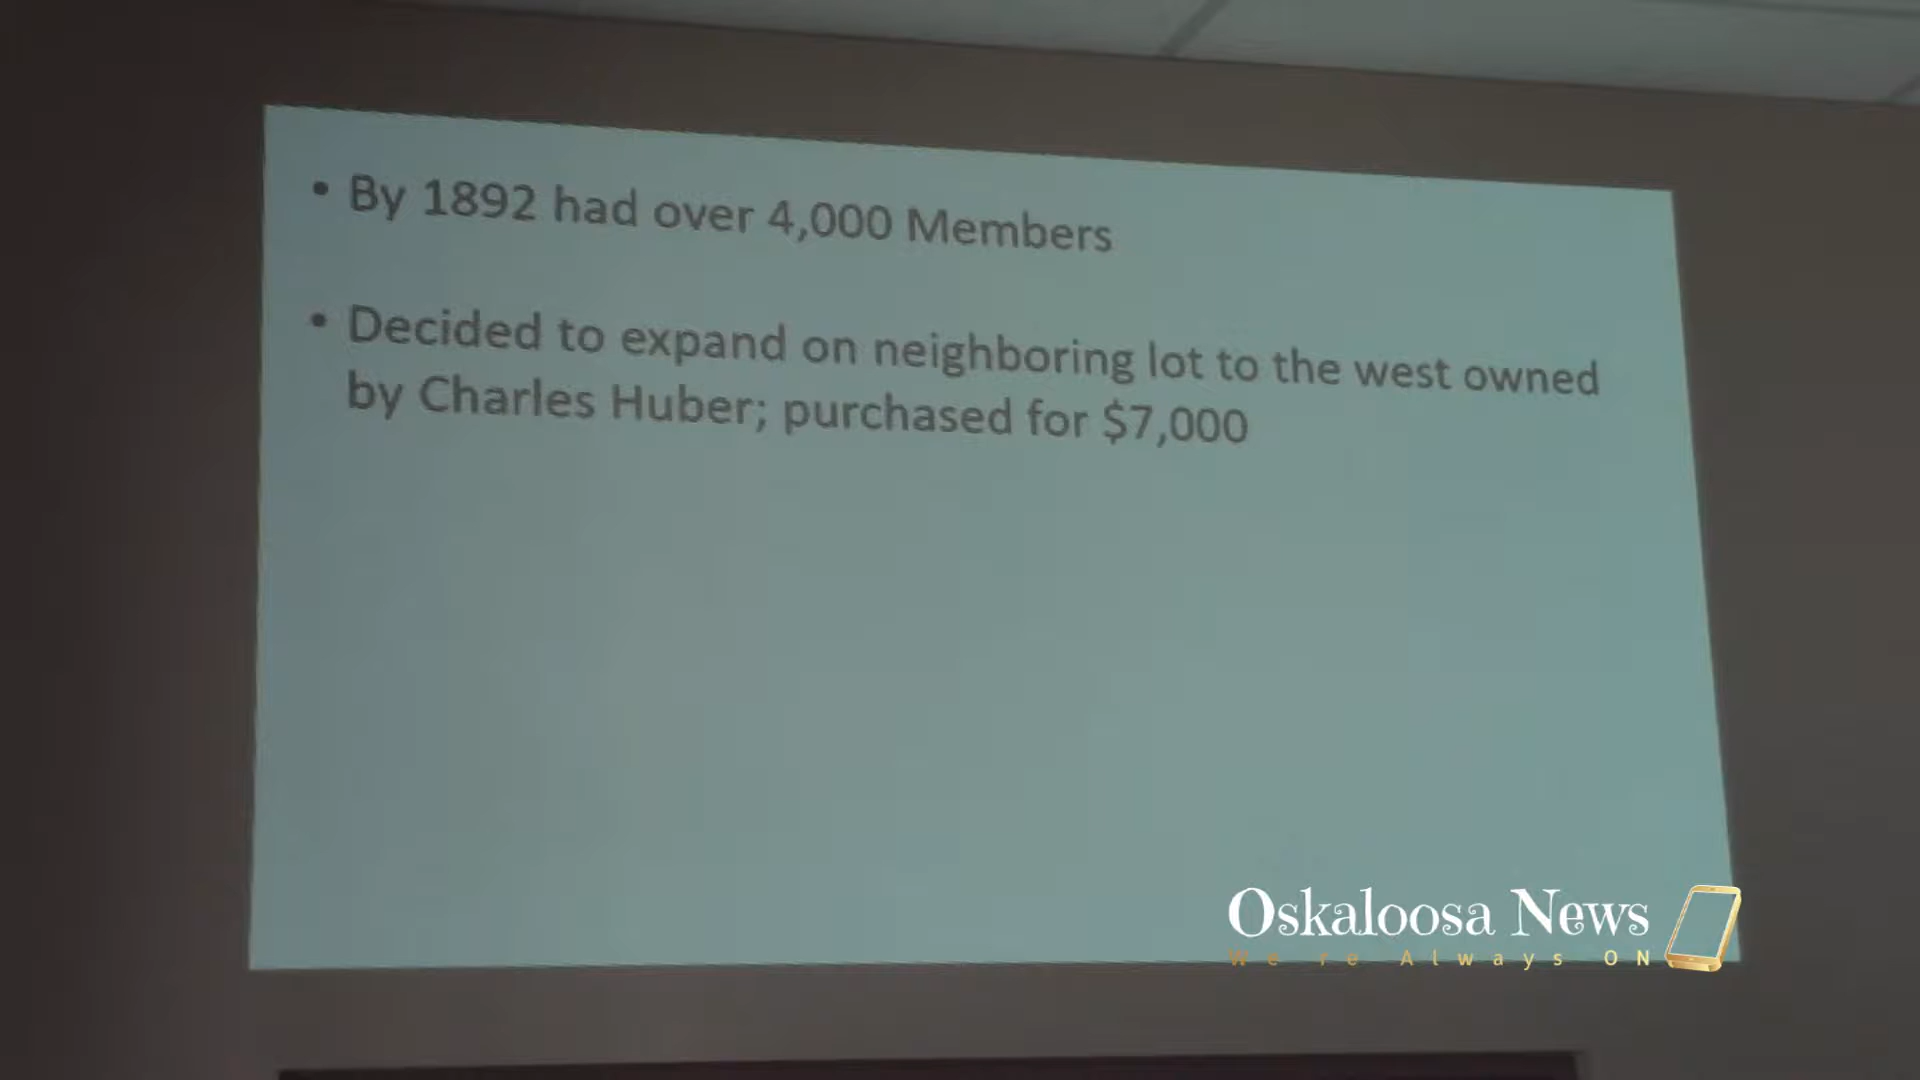 • By 1892 had over 4,000 Members
• Decided to expand on neighboring lot to the west owned
by Charles Huber; purchased for $7,000
Oskaloosa News
We're Always ON